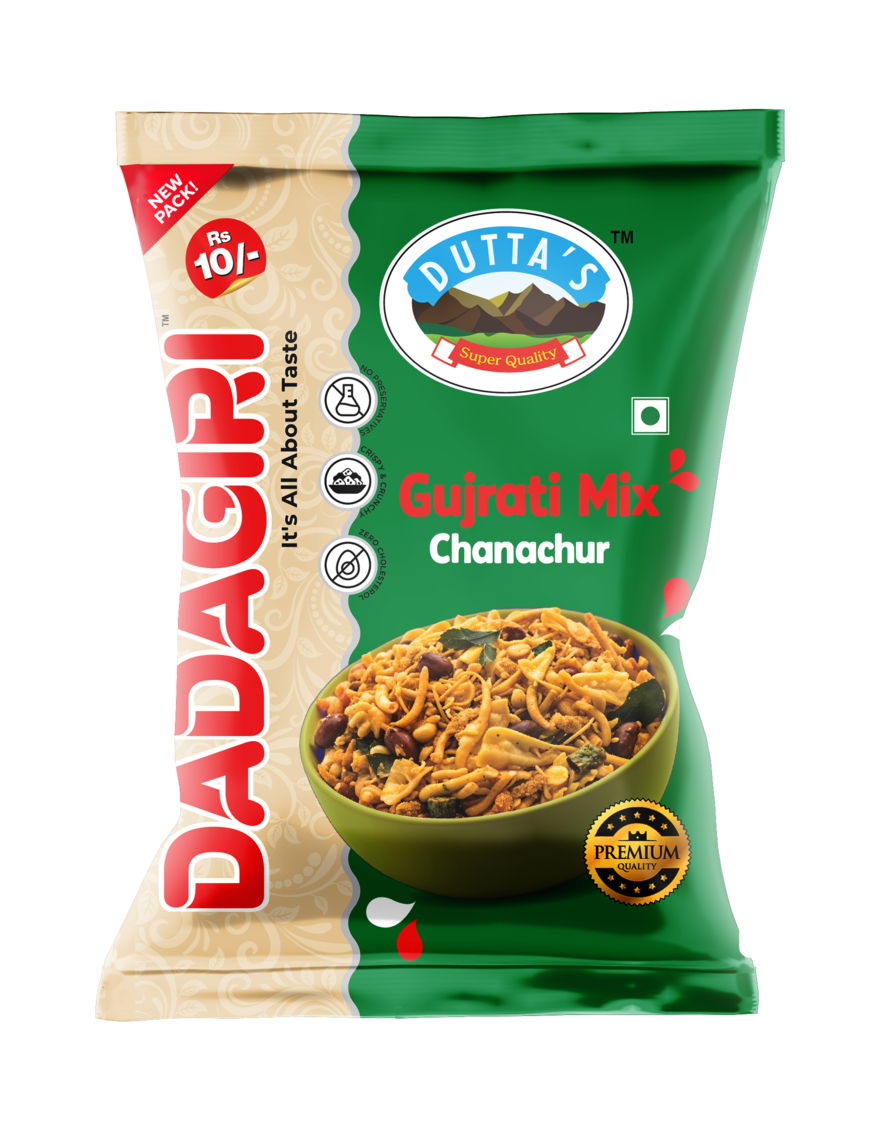 NEW
PACK!
Rs
10/-
DADAGIRI
TM
It's All About Taste
NO PRESERVATIVES
CRISPY & CRUNCHY
ZERO CHOLESTEROL
DUTTA'S
TM
Super Quality
Gujrati Mix
Chanachur
PREMIUM
QUALITY